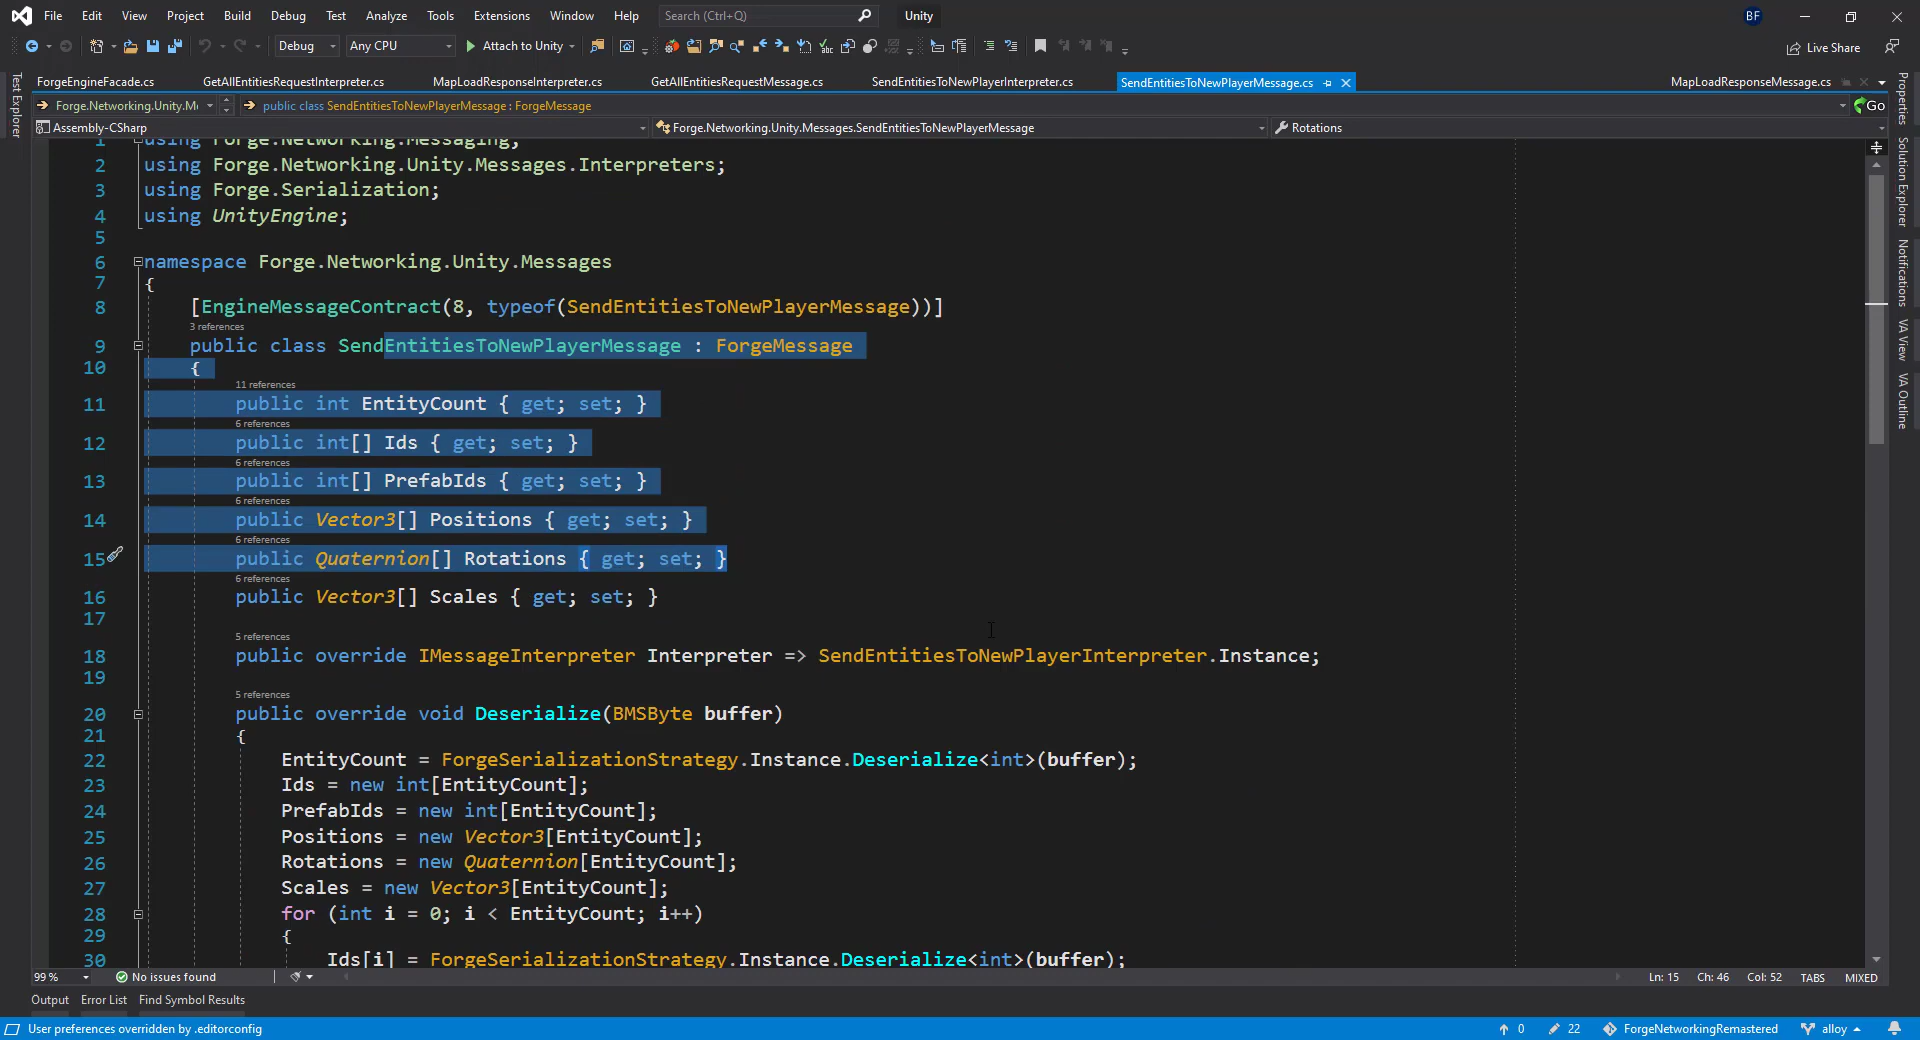 File Edit View Project Build Debug Test Analyze Tools Extensions Window Help Search (Ctrl+Q) Unity BF
Debug Any CPU Attach to Unity Live Share
ForgeEngineFacade.cs GetAllEntitiesRequestInterpreter.cs MapLoadResponseInterpreter.cs GetAllEntitiesRequestMessage.cs SendEntitiesToNewPlayerInterpreter.cs SendEntitiesToNewPlayerMessage.cs MapLoadResponseMessage.cs
Forge.Networking.Unity.M public class SendEntitiesToNewPlayerMessage : ForgeMessage Go
Assembly-CSharp Forge.Networking.Unity.Messages.SendEntitiesToNewPlayerMessage Rotations
1 using Forge.Networking.Messaging;
2 using Forge.Networking.Unity.Messages.Interpreters;
3 using Forge.Serialization;
4 using UnityEngine;
5
6 namespace Forge.Networking.Unity.Messages
7 {
8 [EngineMessageContract(8, typeof(SendEntitiesToNewPlayerMessage))]
3 references
9 public class SendEntitiesToNewPlayerMessage : ForgeMessage
10 {
11 references
11 public int EntityCount { get; set; }
6 references
12 public int[] Ids { get; set; }
6 references
13 public int[] PrefabIds { get; set; }
6 references
14 public Vector3[] Positions { get; set; }
6 references
15 public Quaternion[] Rotations { get; set; }
6 references
16 public Vector3[] Scales { get; set; }
17
5 references
18 public override IMessageInterpreter Interpreter => SendEntitiesToNewPlayerInterpreter.Instance;
19
5 references
20 public override void Deserialize(BMSByte buffer)
21 {
22 EntityCount = ForgeSerializationStrategy.Instance.Deserialize<int>(buffer);
23 Ids = new int[EntityCount];
24 PrefabIds = new int[EntityCount];
25 Positions = new Vector3[EntityCount];
26 Rotations = new Quaternion[EntityCount];
27 Scales = new Vector3[EntityCount];
28 for (int i = 0; i < EntityCount; i++)
29 {
30 Ids[i] = ForgeSerializationStrategy.Instance.Deserialize<int>(buffer);
99 % No issues found Ln: 15 Ch: 46 Col: 52 TABS MIXED
Output Error List Find Symbol Results
User preferences overridden by .editorconfig 0 22 ForgeNetworkingRemastered alloy
Test Explorer
Properties
Solution Explorer
Notifications
VA View
VA Outline